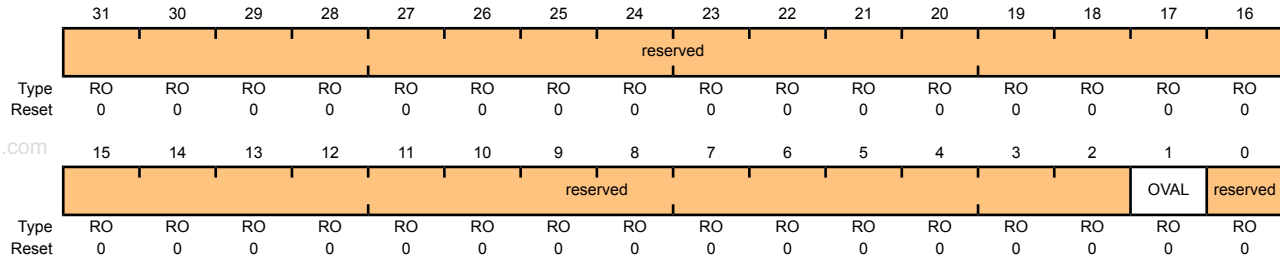 31 30 29 28 27 26 25 24 23 22 21 20 19 18 17 16
reserved
Type RO RO RO RO RO RO RO RO RO RO RO RO RO RO RO RO
Reset 0 0 0 0 0 0 0 0 0 0 0 0 0 0 0 0
.com 15 14 13 12 11 10 9 8 7 6 5 4 3 2 1 0
reserved OVAL reserved
Type RO RO RO RO RO RO RO RO RO RO RO RO RO RO RO RO
Reset 0 0 0 0 0 0 0 0 0 0 0 0 0 0 0 0